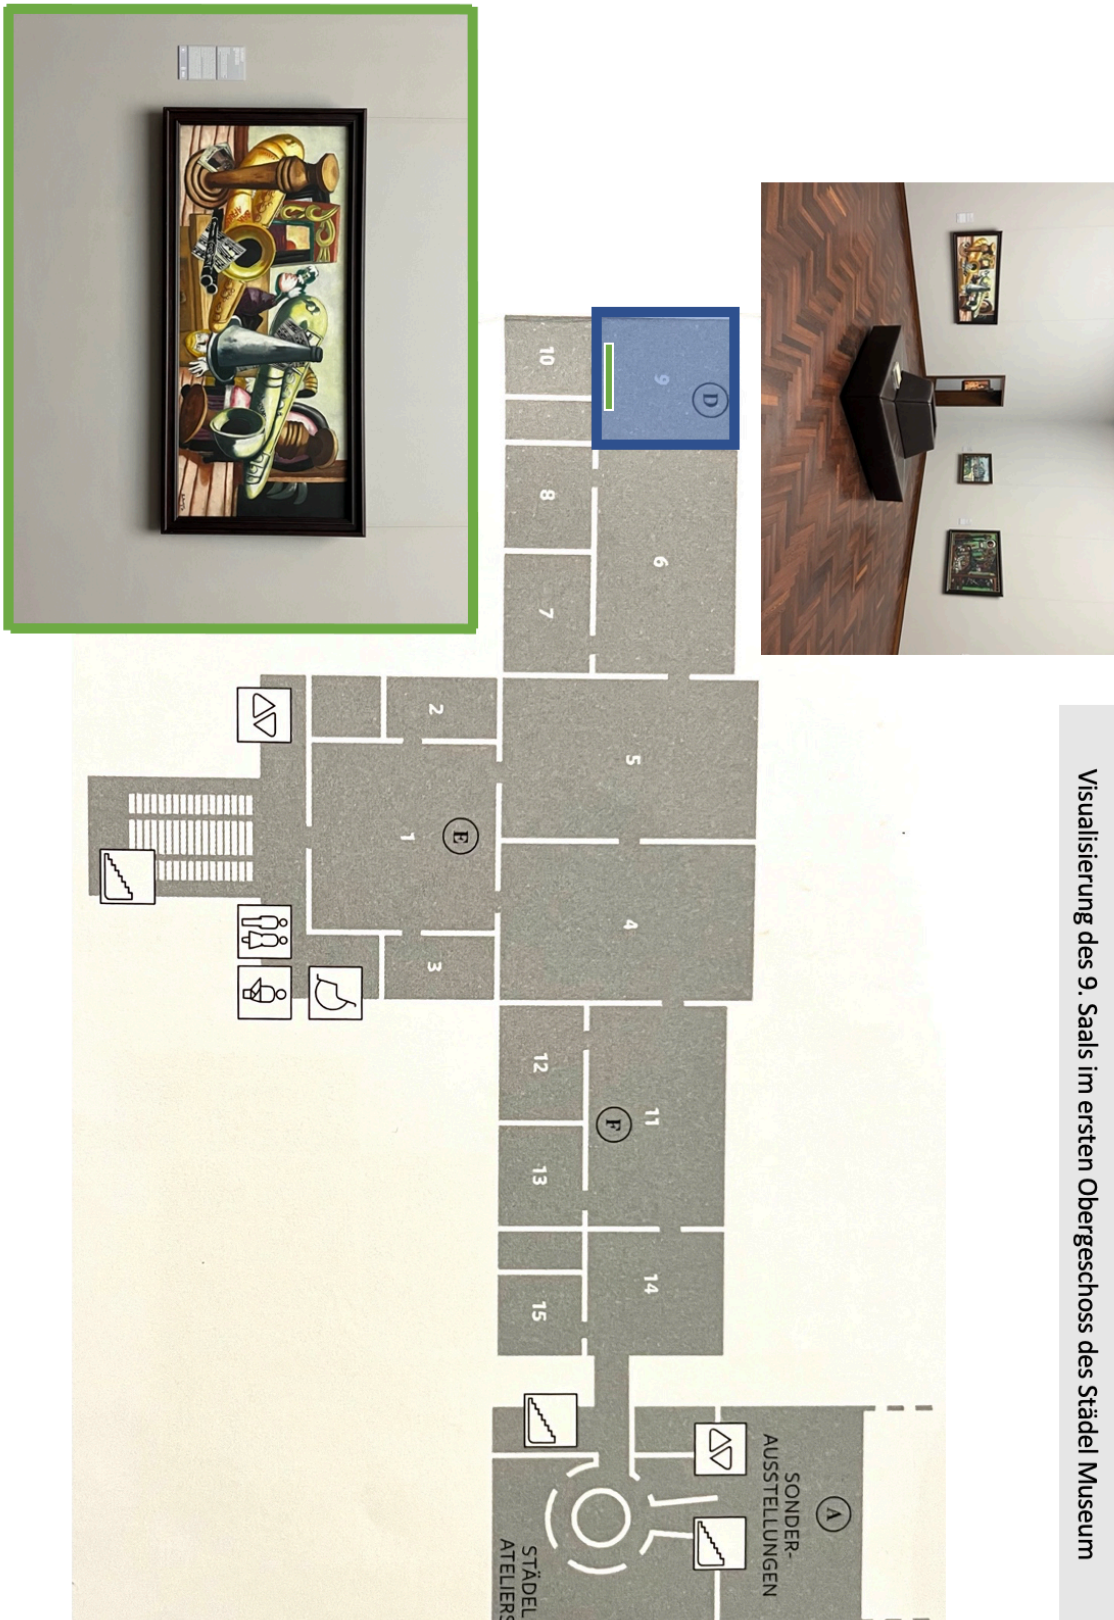 Visualisierung des 9. Saals im ersten Obergeschoss des Städel Museum
10
9
D
8
6
7
2
5
1
E
4
3
12
11
F
13
14
15
SONDER-
AUSSTELLUNGEN
A
STÄDEL
ATELIERS